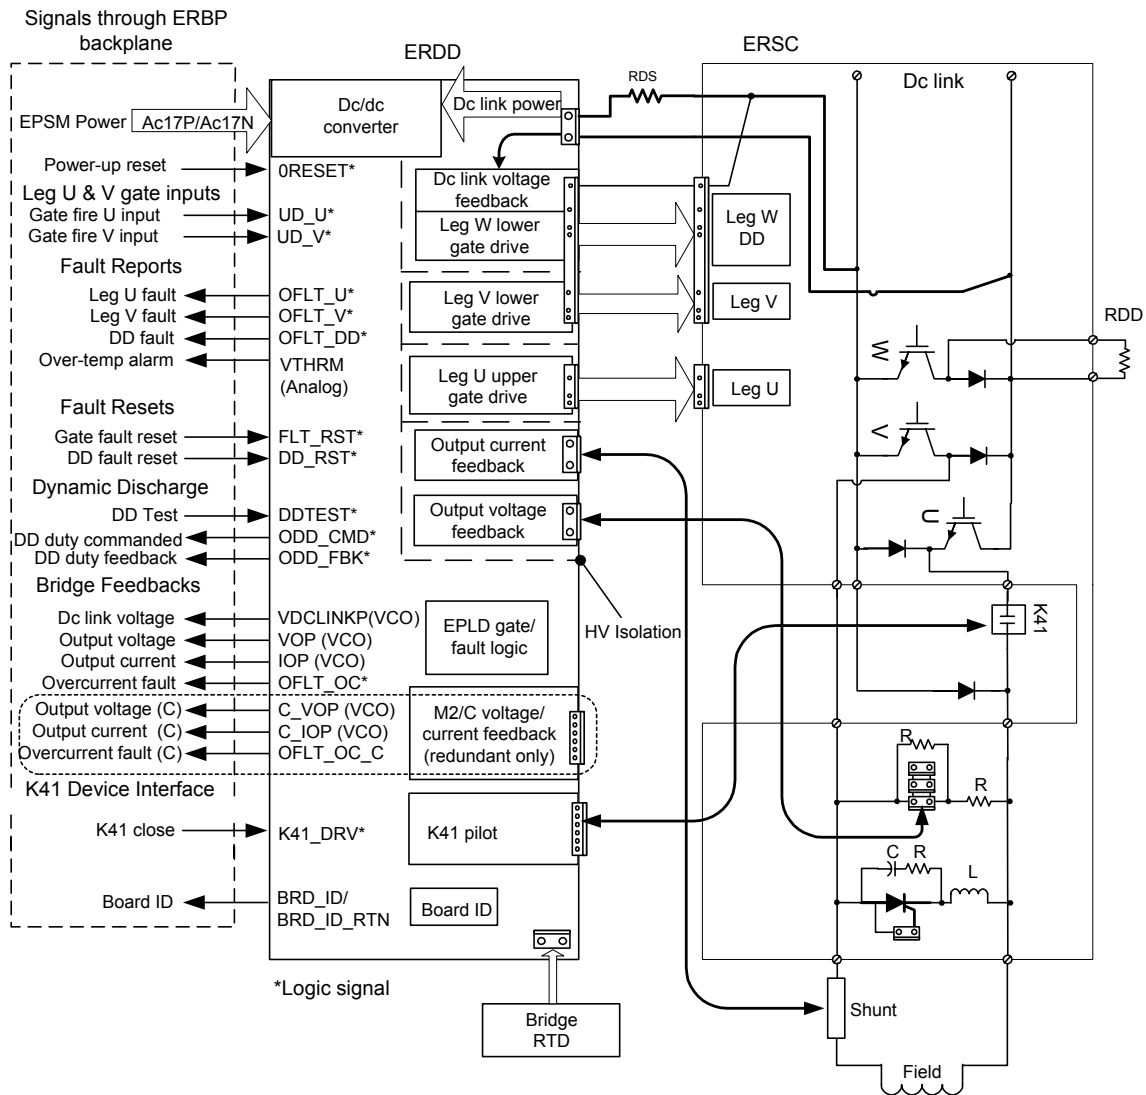 Signals through ERBP
backplane
ERDD
ERSC
EPSM Power
Ac17P/Ac17N
Dc/dc
converter
Dc link power
RDS
Dc link
Power-up reset
0RESET*
Leg U & V gate inputs
Gate fire U input
UD_U*
Gate fire V input
UD_V*
Dc link voltage
feedback
Leg W lower
gate drive
Leg W
DD
Fault Reports
Leg U fault
OFLT_U*
Leg V fault
OFLT_V*
DD fault
OFLT_DD*
Over-temp alarm
VTHRM
(Analog)
Leg V lower
gate drive
Leg V
RDD
Leg U upper
gate drive
Leg U
W
V
U
Fault Resets
Gate fault reset
FLT_RST*
DD fault reset
DD_RST*
Output current
feedback
Dynamic Discharge
DD Test
DDTEST*
DD duty commanded
ODD_CMD*
DD duty feedback
ODD_FBK*
Output voltage
feedback
Bridge Feedbacks
Dc link voltage
VDCLINKP(VCO)
Output voltage
VOP (VCO)
Output current
IOP (VCO)
Overcurrent fault
OFLT_OC*
EPLD gate/
fault logic
HV Isolation
K41
Output voltage (C)
C_VOP (VCO)
Output current (C)
C_IOP (VCO)
Overcurrent fault (C)
OFLT_OC_C
M2/C voltage/
current feedback
(redundant only)
R
R
K41 Device Interface
K41 close
K41_DRV*
K41 pilot
C
R
L
Board ID
BRD_ID/
BRD_ID_RTN
Board ID
*Logic signal
Bridge
RTD
Shunt
Field